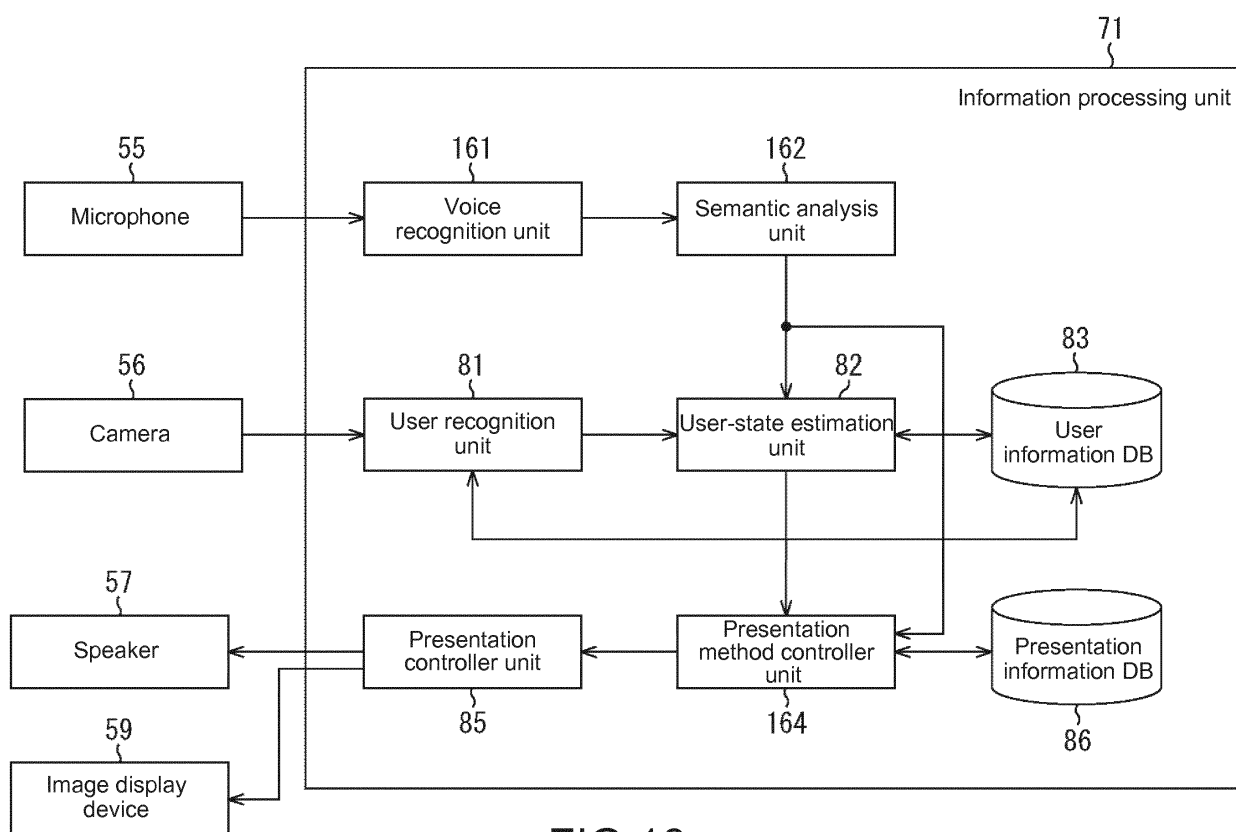 71
Information processing unit
55
161
162
Microphone
Voice
recognition unit
Semantic analysis
unit
56
81
82
83
Camera
User recognition
unit
User-state estimation
unit
User
information DB
57
Speaker
Presentation
controller unit
Presentation
method controller
unit
Presentation
information DB
85
164
86
59
Image display
device